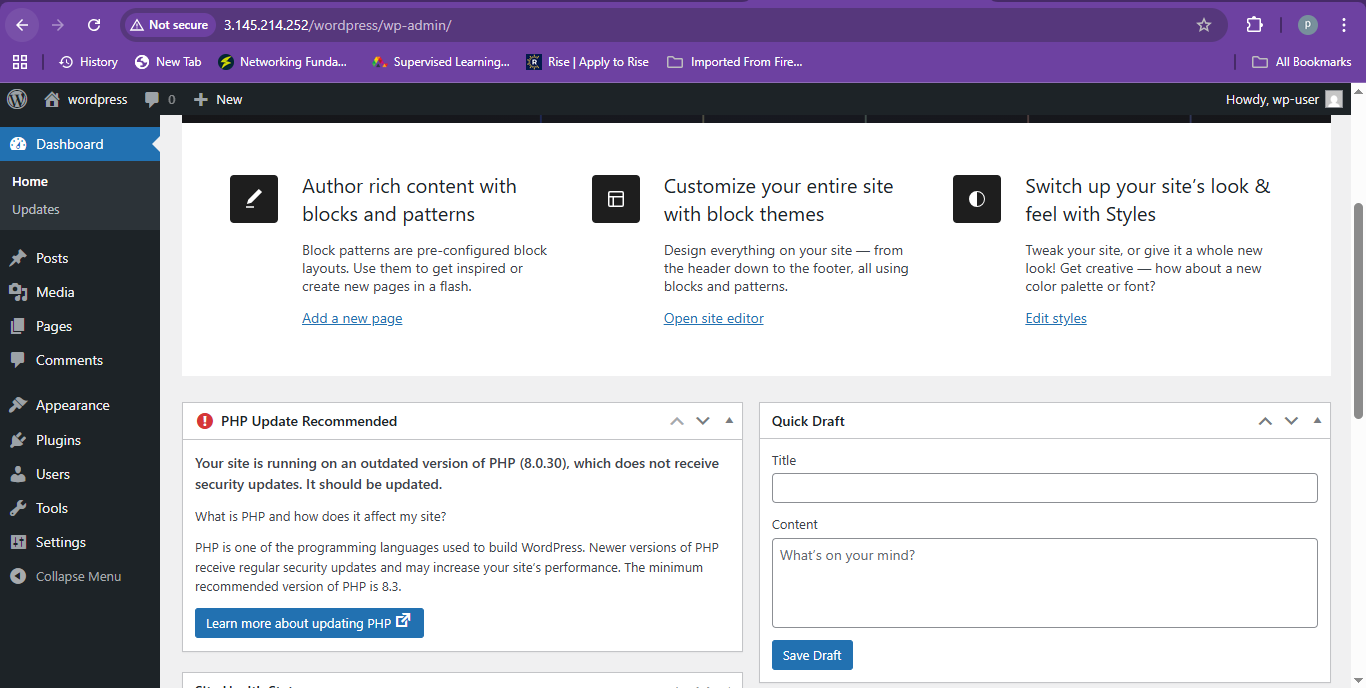 Not secure 3.145.214.252/wordpress/wp-admin/
P
History New Tab Networking Funda... Supervised Learning... Rise | Apply to Rise Imported From Fire... All Bookmarks
wordpress 0 New Howdy, wp-user
Dashboard
Home
Updates
Posts
Media
Pages
Comments
Appearance
Plugins
Users
Tools
Settings
Collapse Menu
Author rich content with
blocks and patterns
Block patterns are pre-configured block
layouts. Use them to get inspired or
create new pages in a flash.
Add a new page
Customize your entire site
with block themes
Design everything on your site — from
the header down to the footer, all using
blocks and patterns.
Open site editor
Switch up your site’s look &
feel with Styles
Tweak your site, or give it a whole new
look! Get creative — how about a new
color palette or font?
Edit styles
PHP Update Recommended
Your site is running on an outdated version of PHP (8.0.30), which does not receive
security updates. It should be updated.
What is PHP and how does it affect my site?
PHP is one of the programming languages used to build WordPress. Newer versions of PHP
receive regular security updates and may increase your site’s performance. The minimum
recommended version of PHP is 8.3.
Learn more about updating PHP
Quick Draft
Title
Content
What’s on your mind?
Save Draft